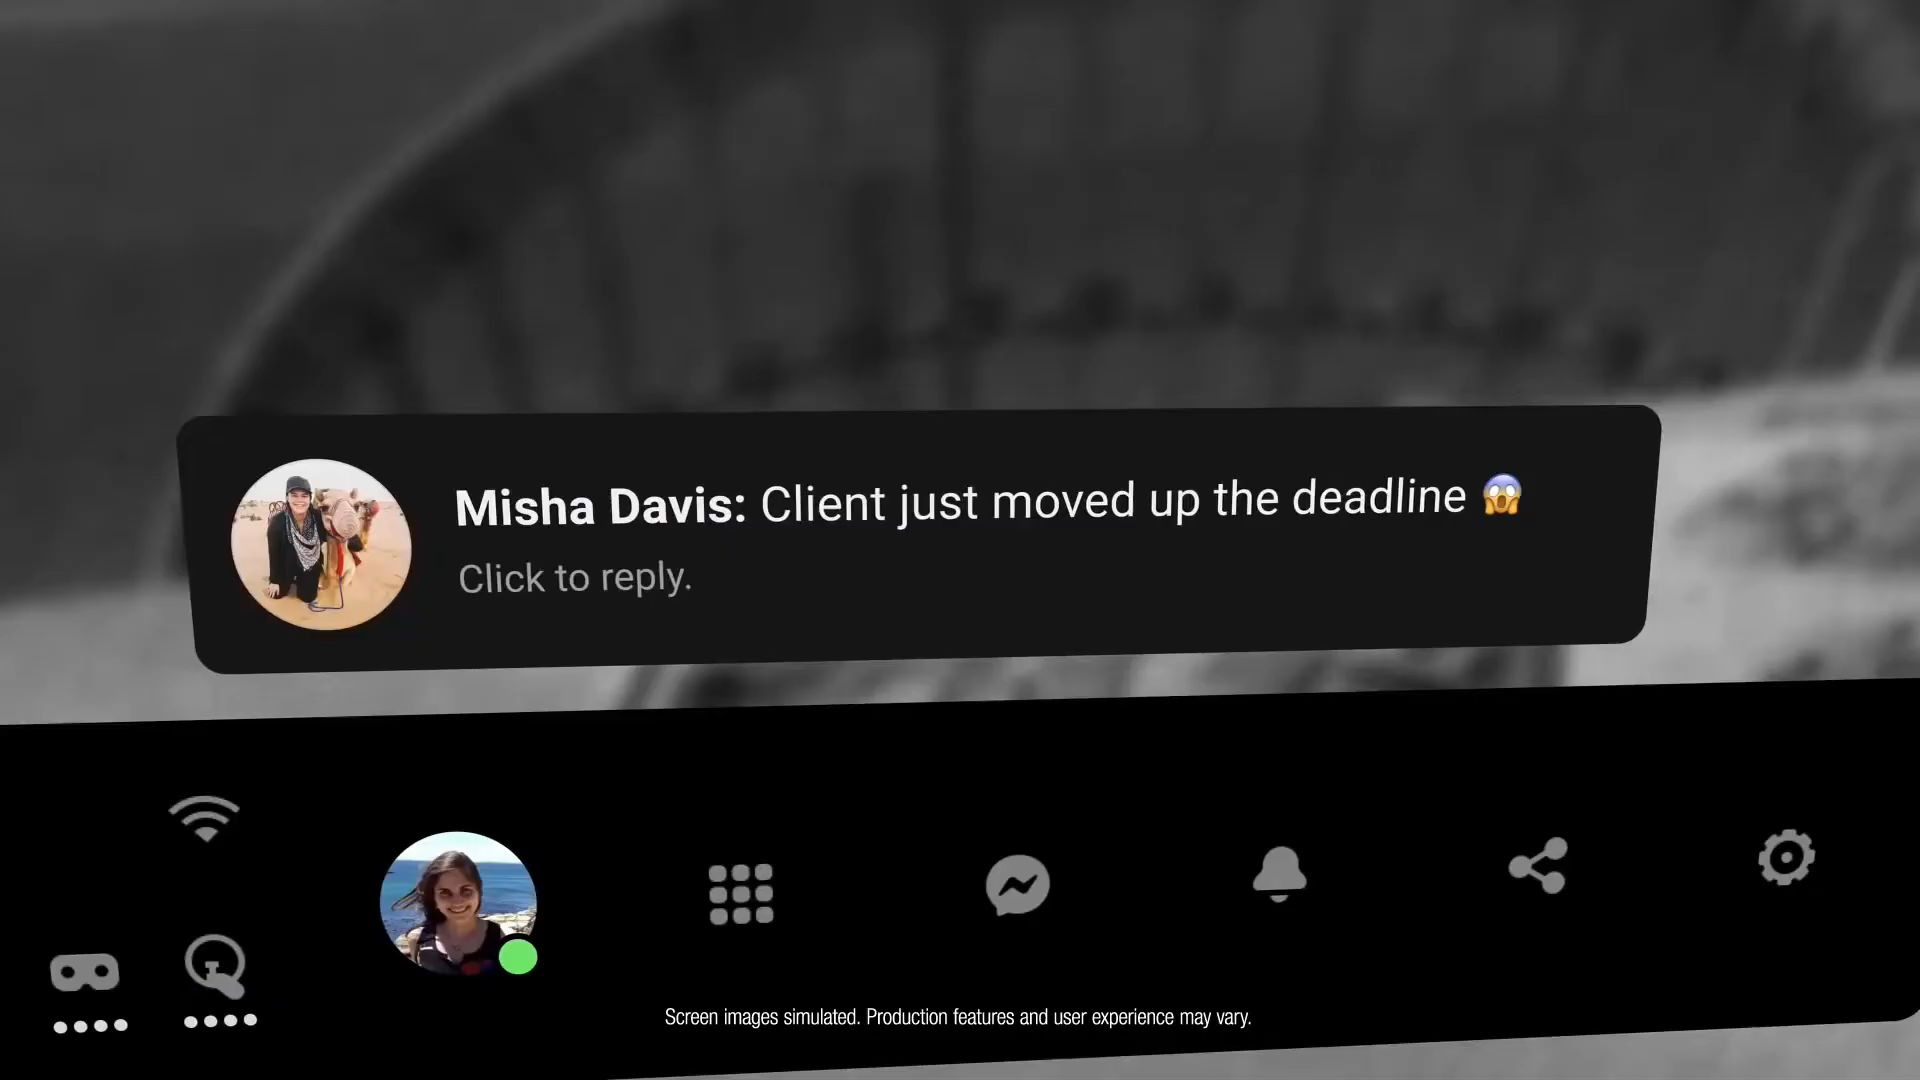 Misha Davis: Client just moved up the deadline 😱
Click to reply.
Screen images simulated. Production features and user experience may vary.